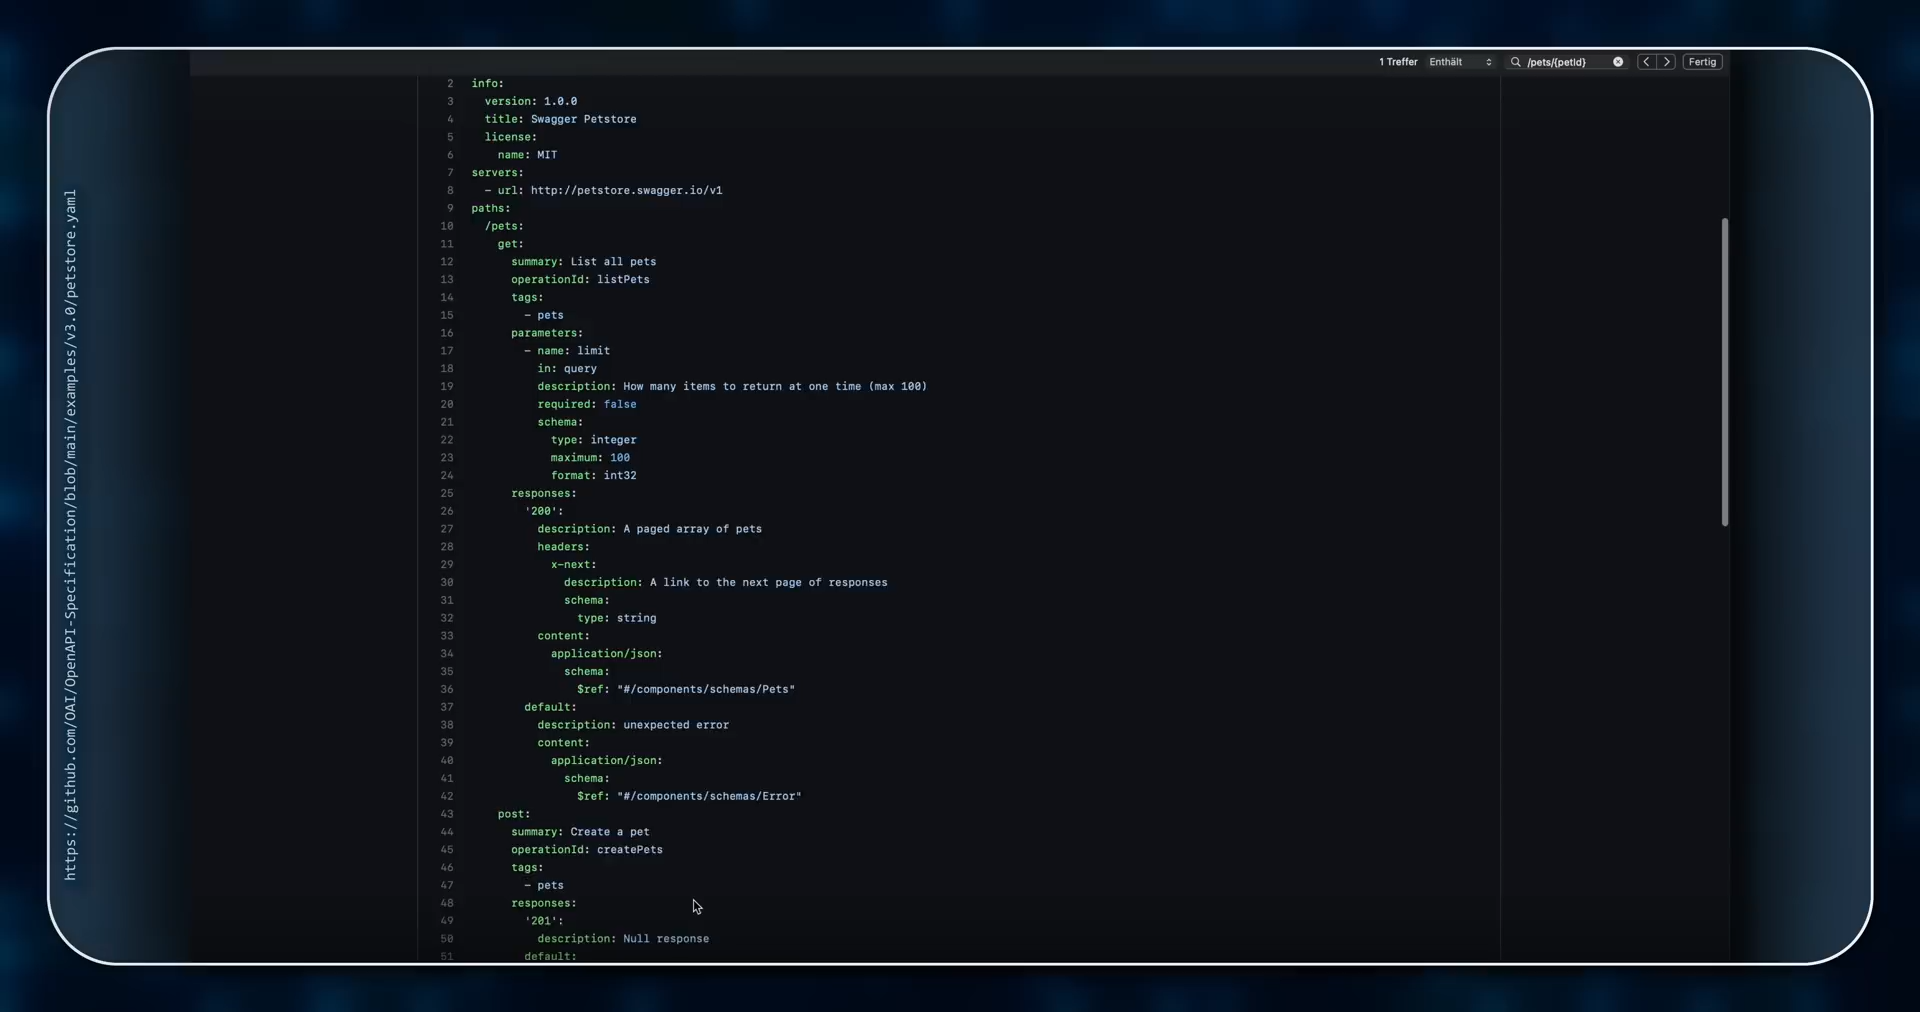 1 Treffer Enthält /pets/{petId} Fertig
2 info:
3 version: 1.0.0
4 title: Swagger Petstore
5 license:
6 name: MIT
7 servers:
8 - url: http://petstore.swagger.io/v1
9 paths:
10 /pets:
11 get:
12 summary: List all pets
13 operationId: listPets
14 tags:
15 - pets
16 parameters:
17 - name: limit
18 in: query
19 description: How many items to return at one time (max 100)
20 required: false
21 schema:
22 type: integer
23 maximum: 100
24 format: int32
25 responses:
26 '200':
27 description: A paged array of pets
28 headers:
29 x-next:
30 description: A link to the next page of responses
31 schema:
32 type: string
33 content:
34 application/json:
35 schema:
36 $ref: "#/components/schemas/Pets"
37 default:
38 description: unexpected error
39 content:
40 application/json:
41 schema:
42 $ref: "#/components/schemas/Error"
43 post:
44 summary: Create a pet
45 operationId: createPets
46 tags:
47 - pets
48 responses:
49 '201':
50 description: Null response
51 default:
https://github.com/OAI/OpenAPI-Specification/blob/main/examples/v3.0/petstore.yaml